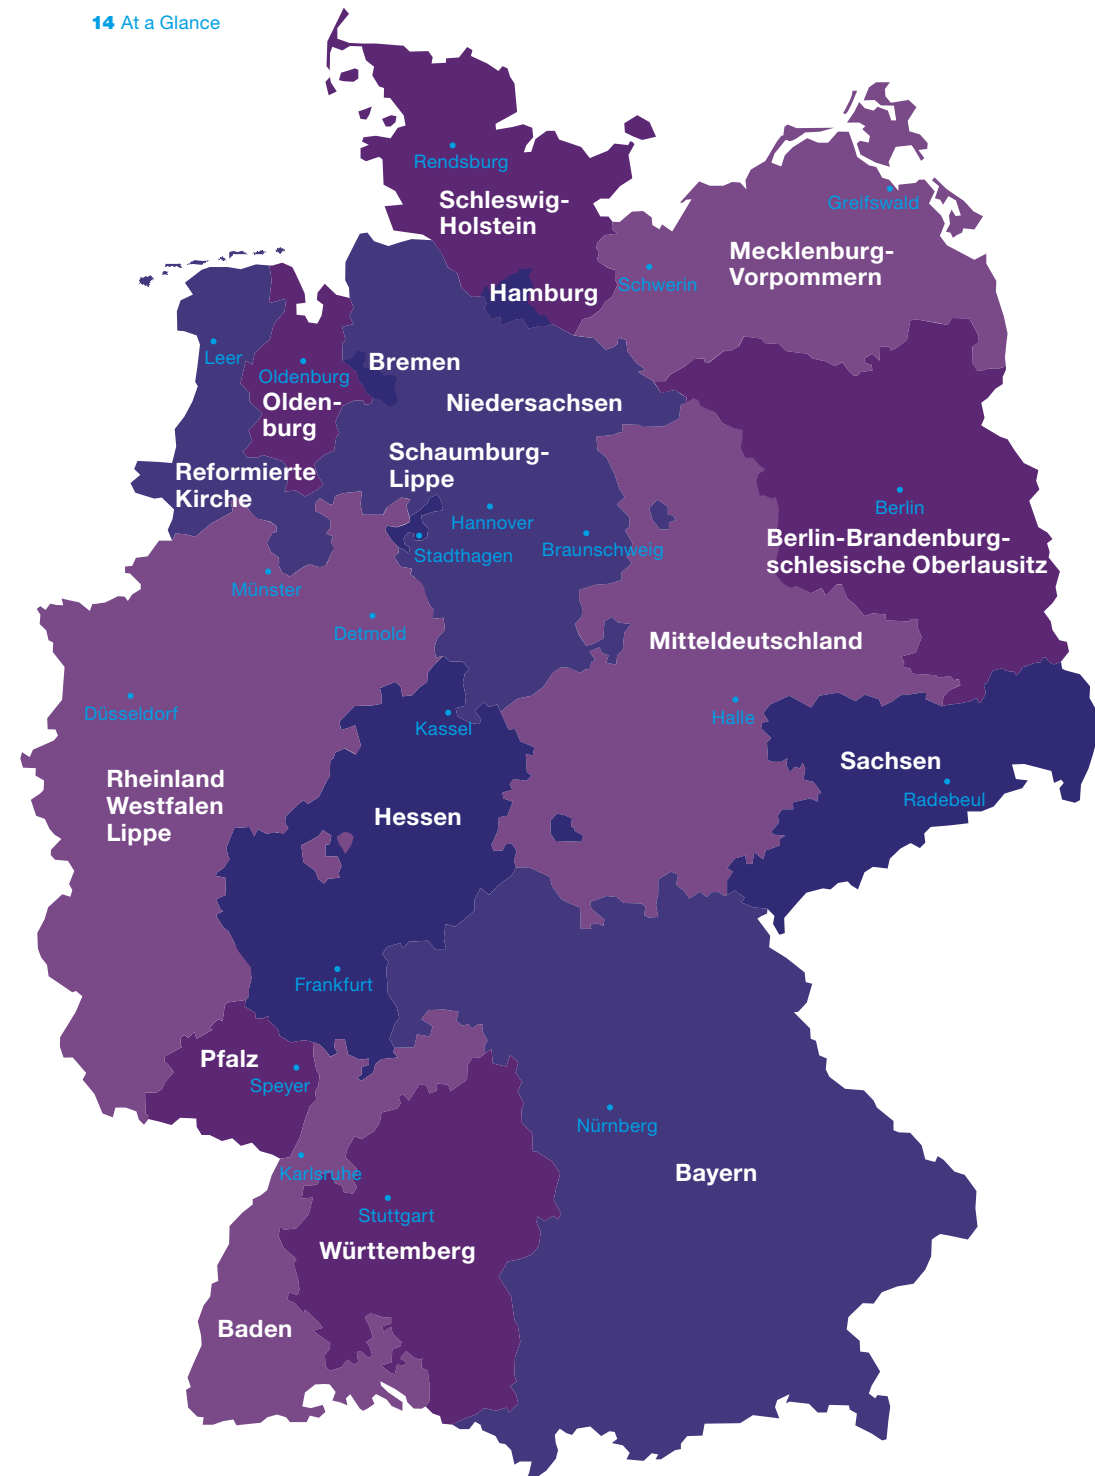 14 At a Glance
Rendsburg
Schleswig-
Holstein
Greifswald
Mecklenburg-
Vorpommern
Schwerin
Hamburg
Leer
Oldenburg
Olden-
burg
Bremen
Niedersachsen
Schaumburg-
Lippe
Reformierte
Kirche
Hannover
Stadthagen
Braunschweig
Berlin
Berlin-Brandenburg-
schlesische Oberlausitz
Münster
Detmold
Mitteldeutschland
Düsseldorf
Kassel
Halle
Rheinland
Westfalen
Lippe
Hessen
Sachsen
Radebeul
Frankfurt
Pfalz
Speyer
Nürnberg
Karlsruhe
Bayern
Stuttgart
Württemberg
Baden